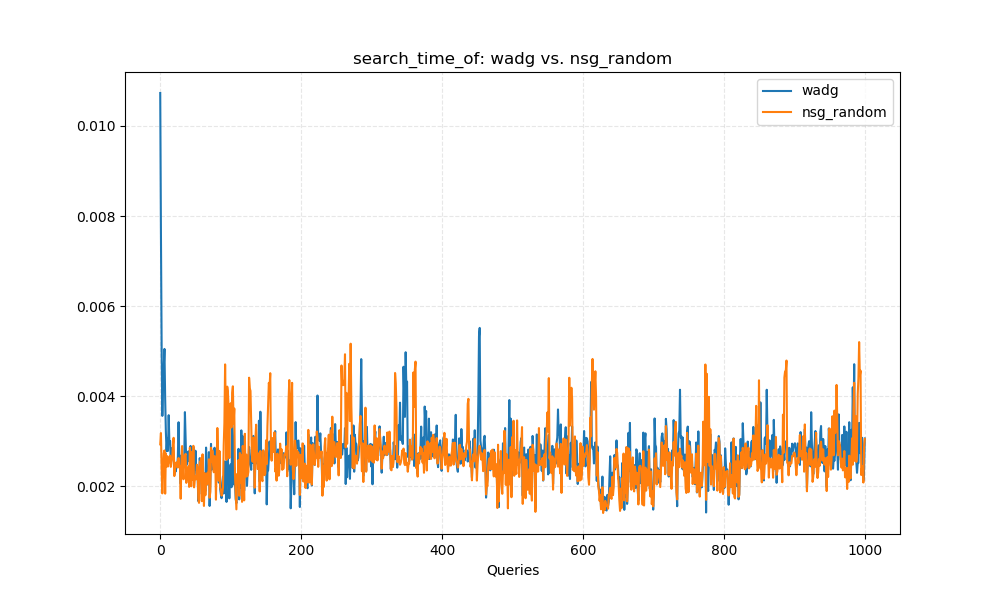 search_time_of: wadg vs. nsg_random
wadg
nsg_random
0.010
0.008
0.006
0.004
0.002
0 200 400 600 800 1000
Queries